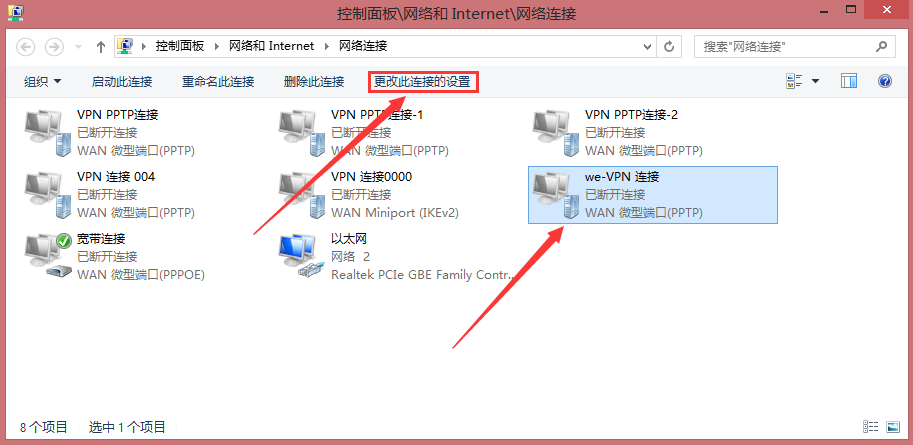 控制面板\网络和 Internet\网络连接
控制面板 网络和 Internet 网络连接
搜索"网络连接"
组织 启动此连接 重命名此连接 删除此连接 更改此连接的设置
VPN PPTP连接
已断开连接
WAN 微型端口(PPTP)
VPN PPTP连接-1
已断开连接
WAN 微型端口(PPTP)
VPN PPTP连接-2
已断开连接
WAN 微型端口(PPTP)
VPN 连接 004
已断开连接
WAN 微型端口(PPTP)
VPN 连接0000
已断开连接
WAN Miniport (IKEv2)
we-VPN 连接
已断开连接
WAN 微型端口(PPTP)
宽带连接
已断开连接
WAN 微型端口(PPPOE)
以太网
网络 2
Realtek PCIe GBE Family Contr...
8 个项目 选中 1 个项目